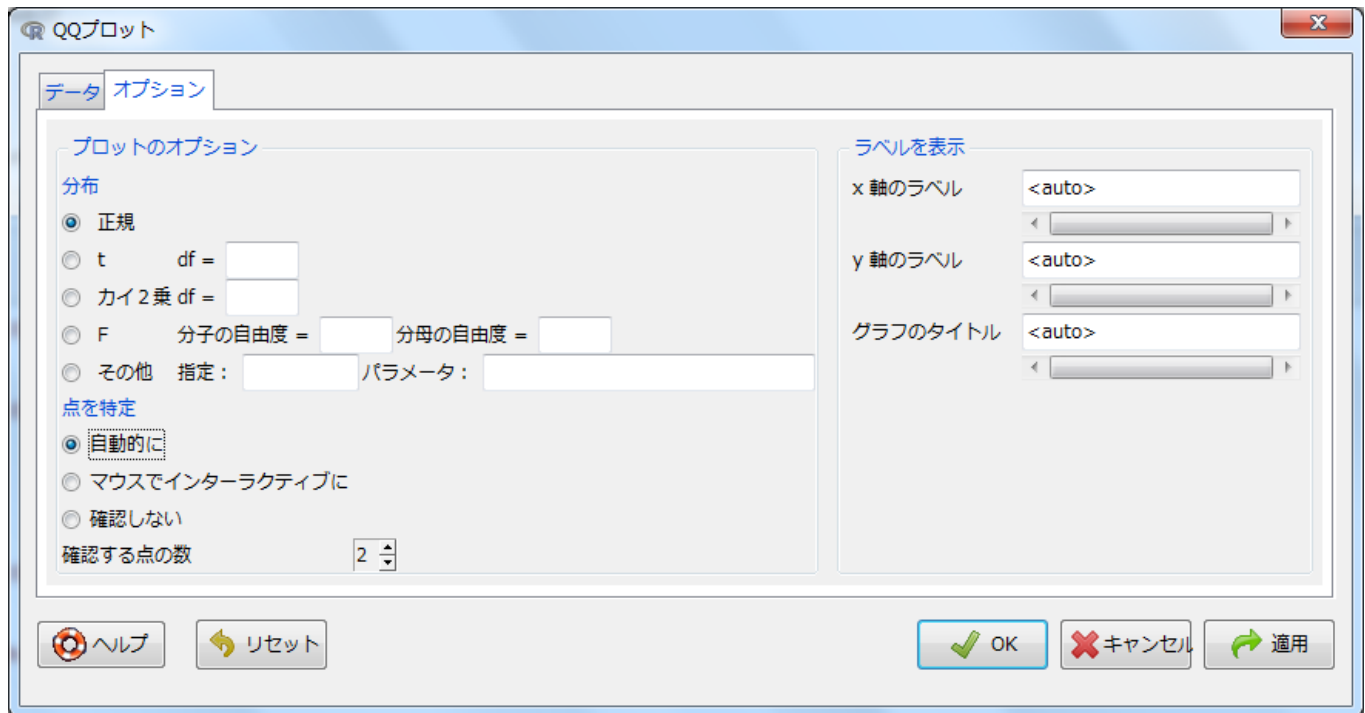 QQプロット
データ オプション
プロットのオプション
分布
正規
t df =
カイ2乗 df =
F 分子の自由度 = 分母の自由度 =
その他 指定： パラメータ：
点を特定
自動的に
マウスでインターラクティブに
確認しない
確認する点の数 2
ラベルを表示
x 軸のラベル <auto>
y 軸のラベル <auto>
グラフのタイトル <auto>
ヘルプ リセット OK キャンセル 適用